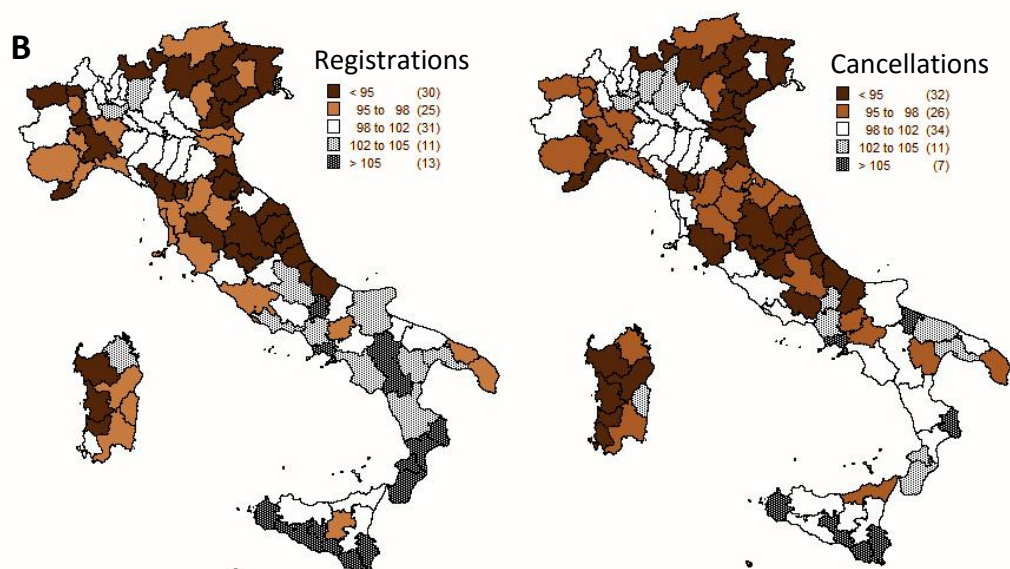 B
Registrations
< 95 (30)
95 to 98 (25)
98 to 102 (31)
102 to 105 (11)
> 105 (13)
Cancellations
< 95 (32)
95 to 98 (26)
98 to 102 (34)
102 to 105 (11)
> 105 (7)